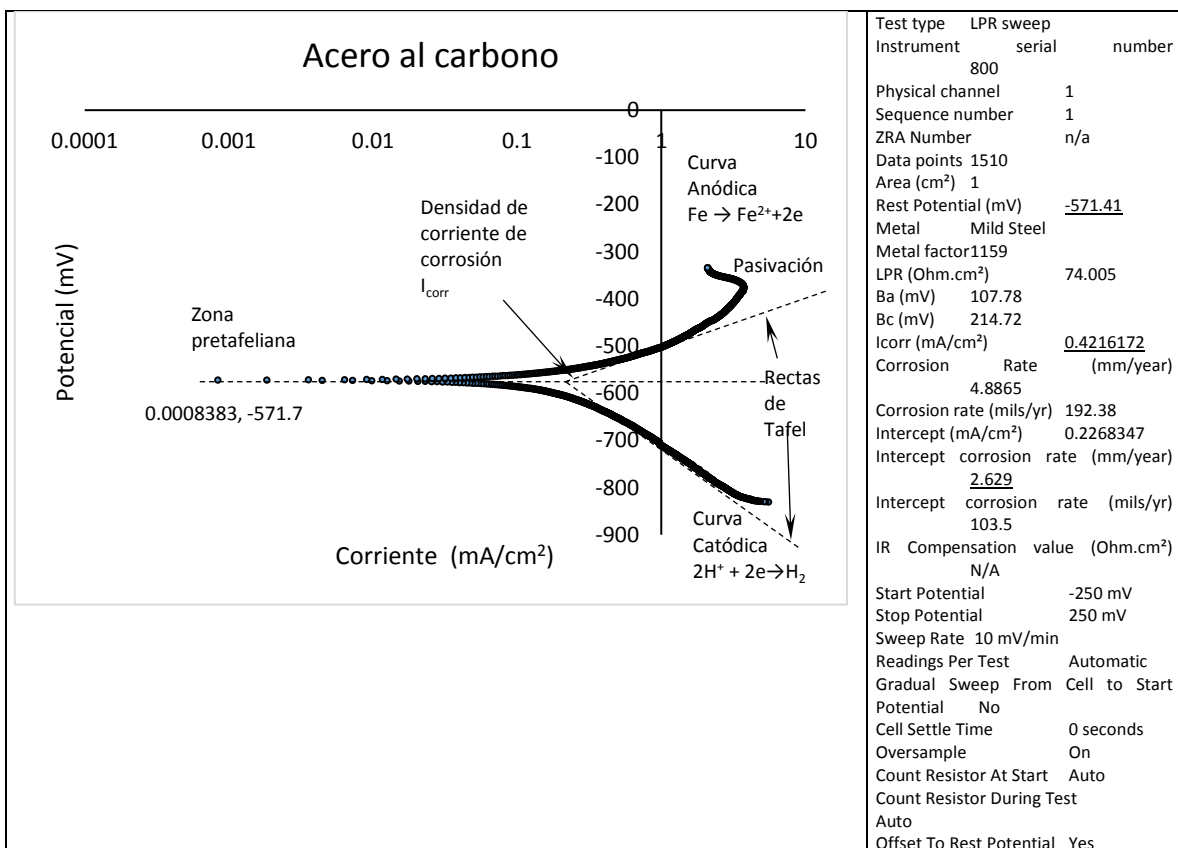 Acero al carbono
0
0.0001 0.001 0.01 0.1 1 10
-100
-200
-300
-400
-500
-600
-700
-800
-900
Potencial (mV)
Corriente (mA/cm²)
Curva
Anódica
Fe → Fe²⁺+2e
Densidad de
corriente de
corrosión
I_corr
Pasivación
Zona
pretafeliana
0.0008383, -571.7
Rectas
de
Tafel
Curva
Catódica
2H⁺ + 2e→H₂
Test type LPR sweep
Instrument serial number
800
Physical channel 1
Sequence number 1
ZRA Number n/a
Data points 1510
Area (cm²) 1
Rest Potential (mV) -571.41
Metal Mild Steel
Metal factor1159
LPR (Ohm.cm²) 74.005
Ba (mV) 107.78
Bc (mV) 214.72
Icorr (mA/cm²) 0.4216172
Corrosion Rate (mm/year)
4.8865
Corrosion rate (mils/yr) 192.38
Intercept (mA/cm²) 0.2268347
Intercept corrosion rate (mm/year)
2.629
Intercept corrosion rate (mils/yr)
103.5
IR Compensation value (Ohm.cm²)
N/A
Start Potential -250 mV
Stop Potential 250 mV
Sweep Rate 10 mV/min
Readings Per Test Automatic
Gradual Sweep From Cell to Start
Potential No
Cell Settle Time 0 seconds
Oversample On
Count Resistor At Start Auto
Count Resistor During Test
Auto
Offset To Rest Potential Yes